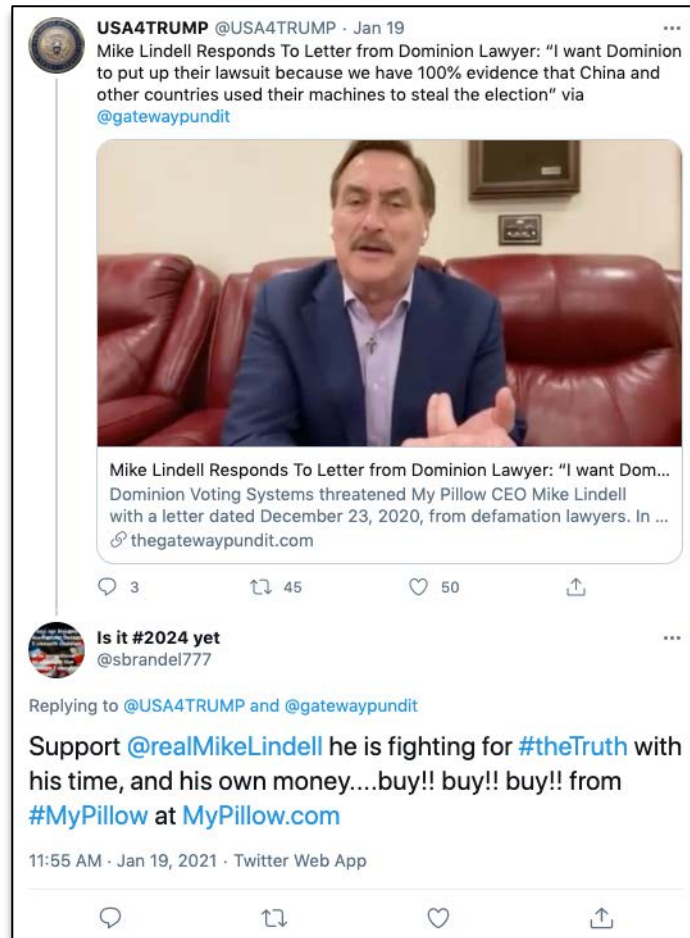 USA4TRUMP @USA4TRUMP · Jan 19
Mike Lindell Responds To Letter from Dominion Lawyer: “I want Dominion
to put up their lawsuit because we have 100% evidence that China and
other countries used their machines to steal the election” via
@gatewaypundit
Mike Lindell Responds To Letter from Dominion Lawyer: “I want Dom...
Dominion Voting Systems threatened My Pillow CEO Mike Lindell
with a letter dated December 23, 2020, from defamation lawyers. In ...
thegatewaypundit.com
3 45 50
Is it #2024 yet
@sbrandel777
Replying to @USA4TRUMP and @gatewaypundit
Support @realMikeLindell he is fighting for #theTruth with
his time, and his own money....buy!! buy!! buy!! from
#MyPillow at MyPillow.com
11:55 AM · Jan 19, 2021 · Twitter Web App